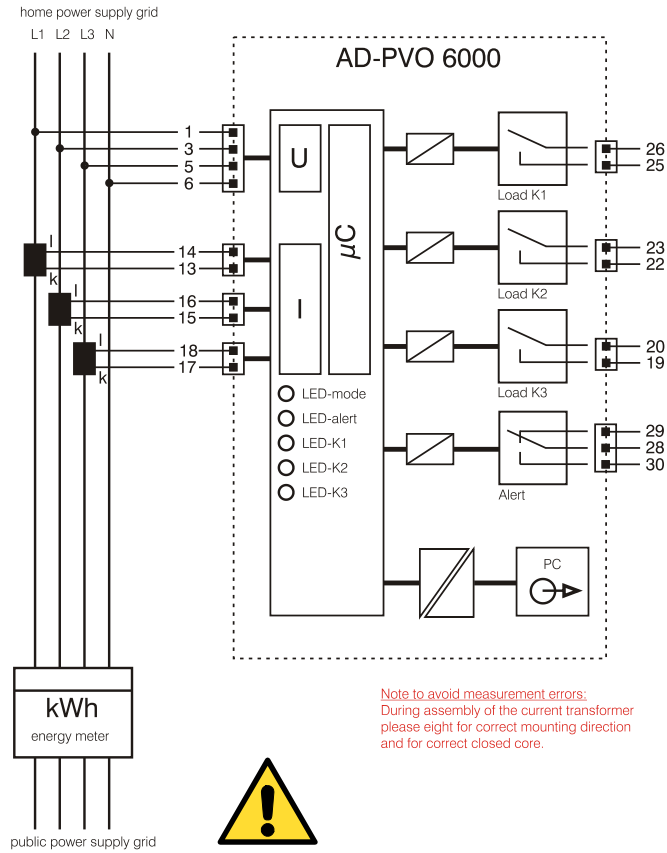 home power supply grid
L1 L2 L3 N
AD-PVO 6000
1
3
5
6
U
µC
14
13
l
k
16
15
l
k
18
17
l
k
I
LED-mode
LED-alert
LED-K1
LED-K2
LED-K3
26
25
Load K1
23
22
Load K2
20
19
Load K3
29
28
30
Alert
PC
kWh
energy meter
Note to avoid measurement errors:
During assembly of the current transformer
please eight for correct mounting direction
and for correct closed core.
public power supply grid